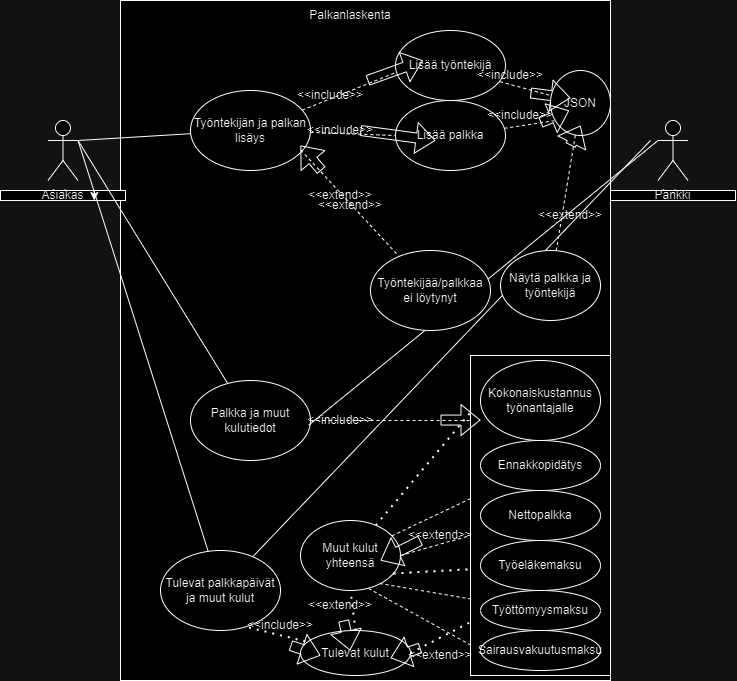 Palkanlaskenta
Lisää työntekijä
<<include>>
<<include>>
JSON
Työntekijän ja palkan
lisäys
<<include>>
<<include>>
Lisää palkka
Asiakas
Pankki
<<extend>>
<<extend>>
<<extend>>
Työntekijää/palkkaa
ei löytynyt
Näytä palkka ja
työntekijä
Kokonaiskustannus
työnantajalle
Palkka ja muut
kulutiedot
<<include>>
Ennakkopidätys
Nettopalkka
<<extend>>
Muut kulut
yhteensä
Työeläkemaksu
Tulevat palkkapäivät
ja muut kulut
<<extend>>
Työttömyysmaksu
<<include>>
Tulevat kulut
<<extend>>
Sairausvakuutusmaksu